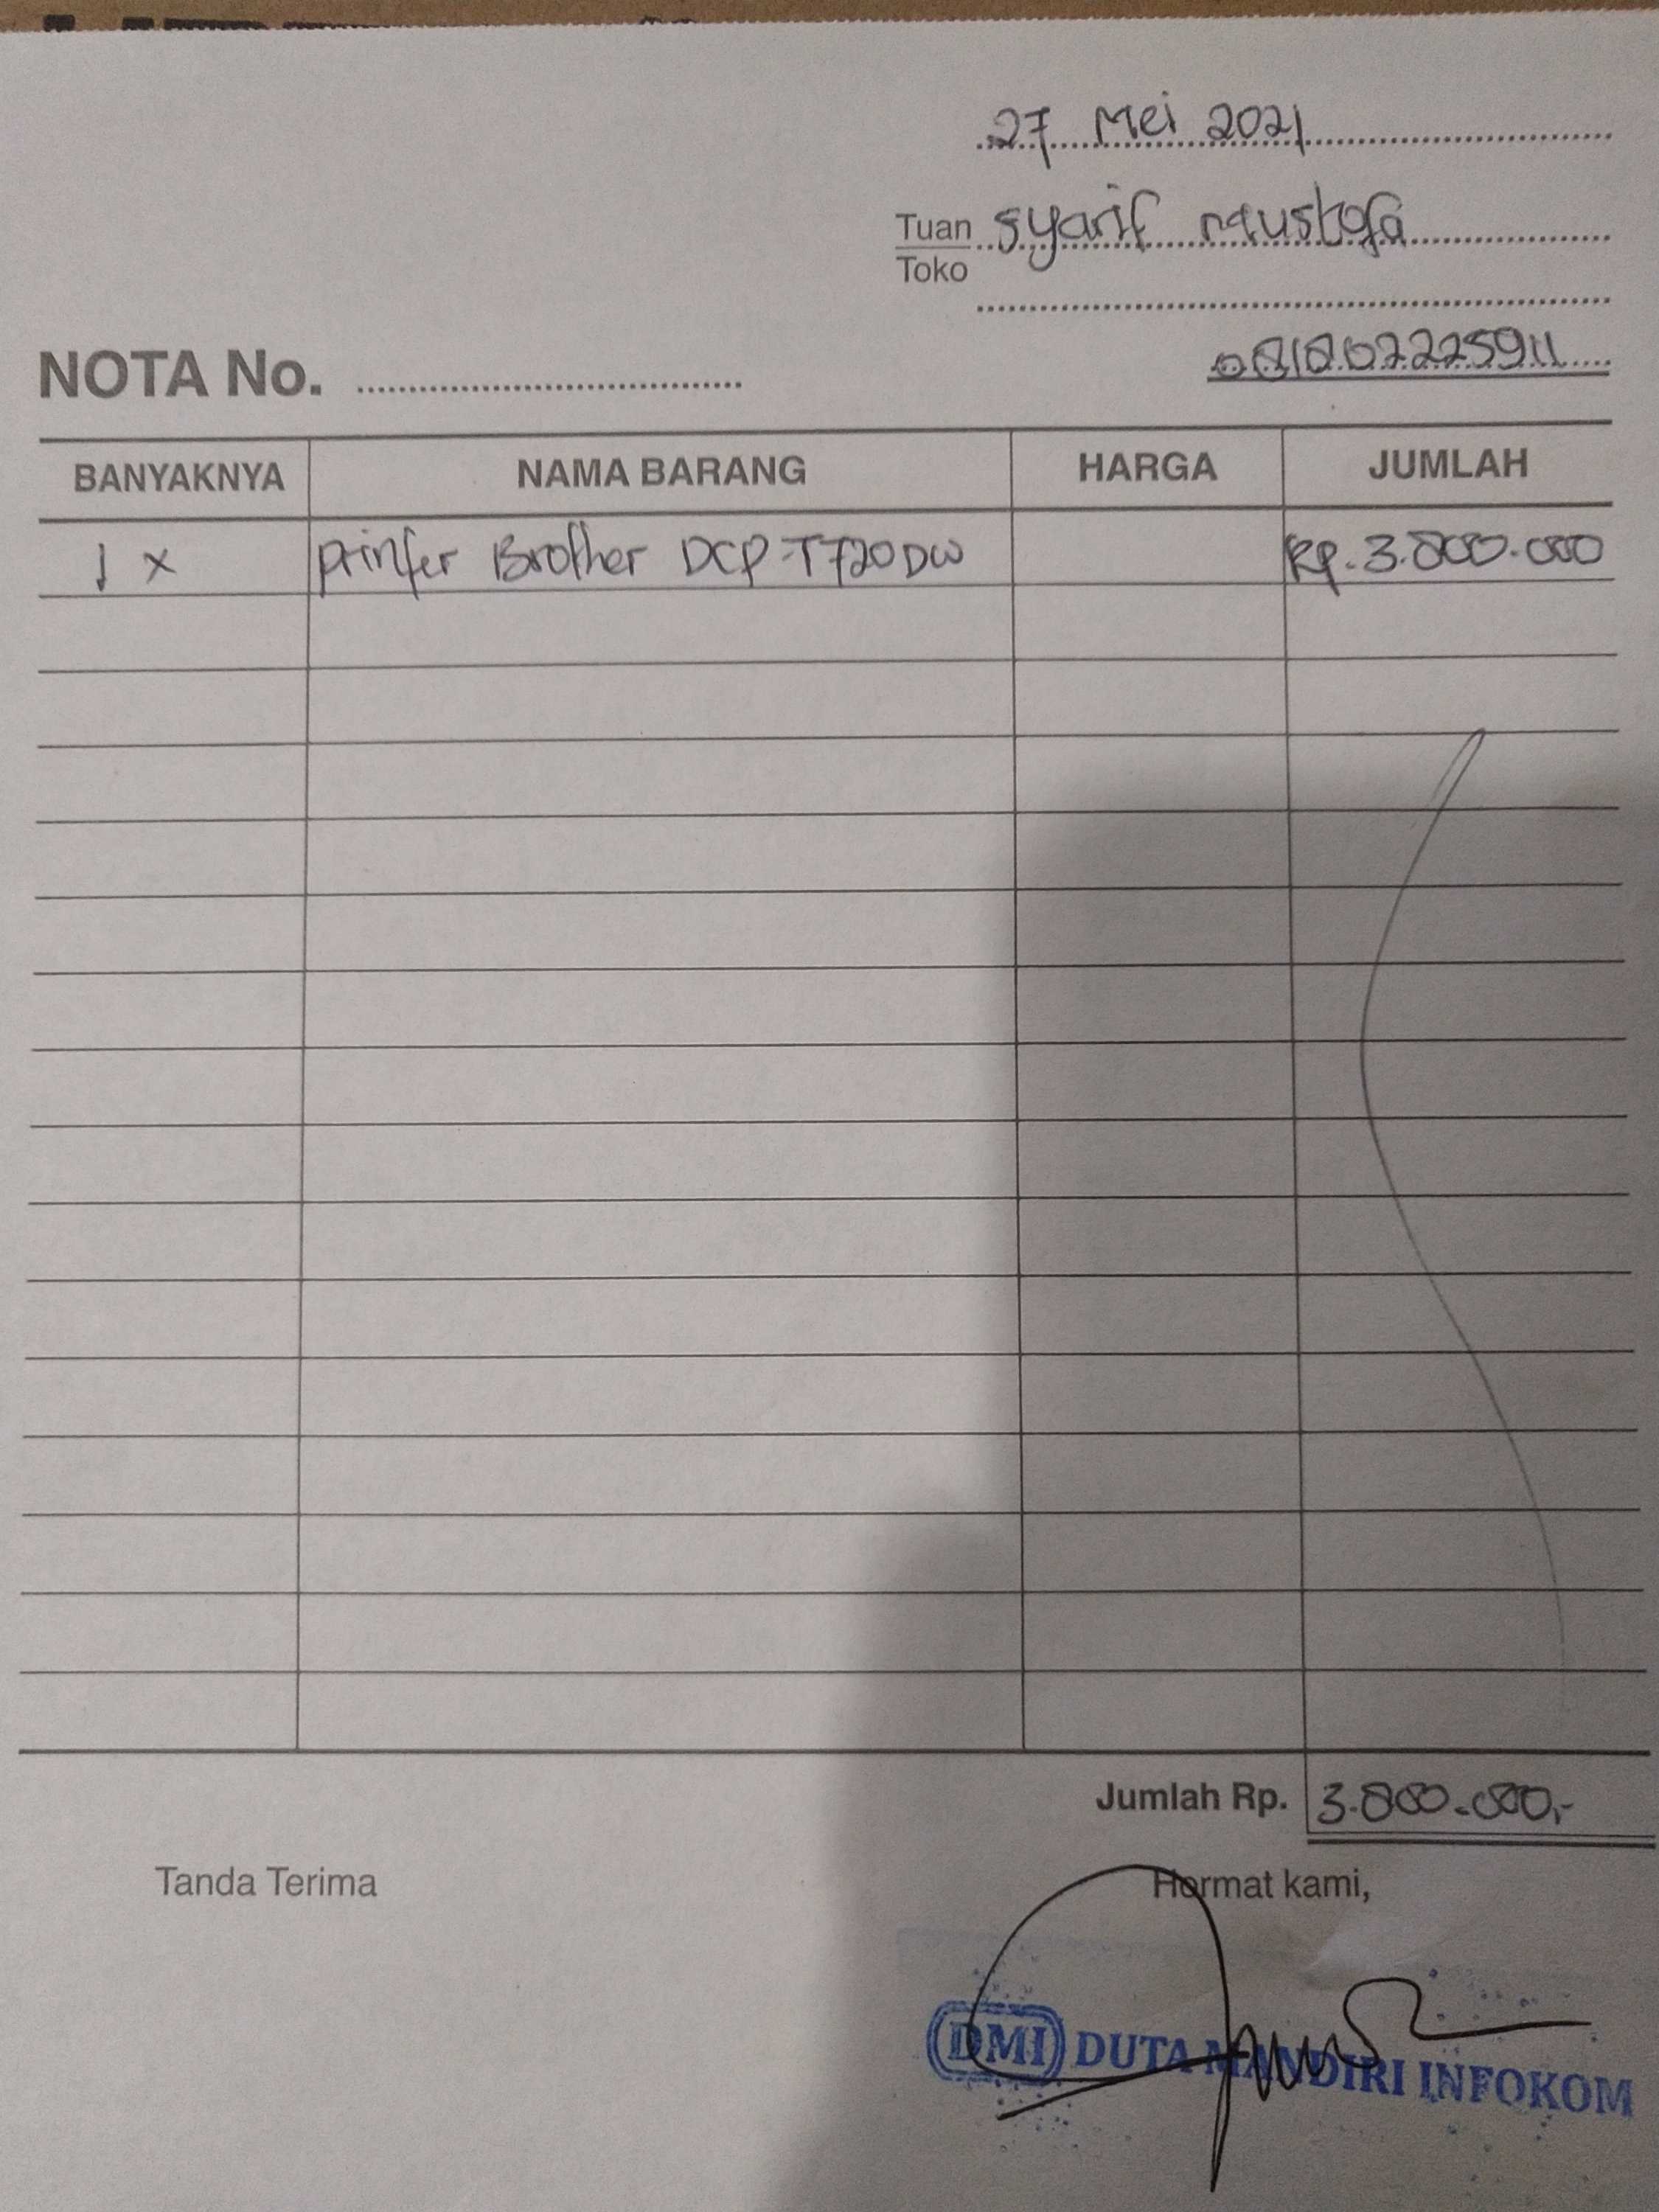 27 Mei 2021
Tuan Syarif Mustofa
Toko
NOTA No.
BANYAKNYA NAMA BARANG HARGA JUMLAH
1 x Printer Brother DCP-T720DW Rp. 3.800.000
Jumlah Rp. 3.800.000,-
Tanda Terima Hormat kami,
DMI DUTA MANDIRI INFOKOM